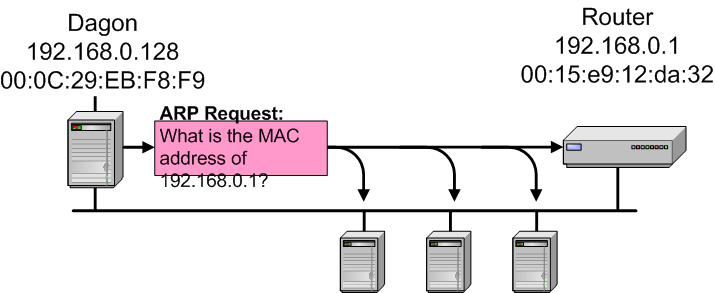 Dagon
192.168.0.128
00:0C:29:EB:F8:F9
Router
192.168.0.1
00:15:e9:12:da:32
ARP Request:
What is the MAC
address of
192.168.0.1?